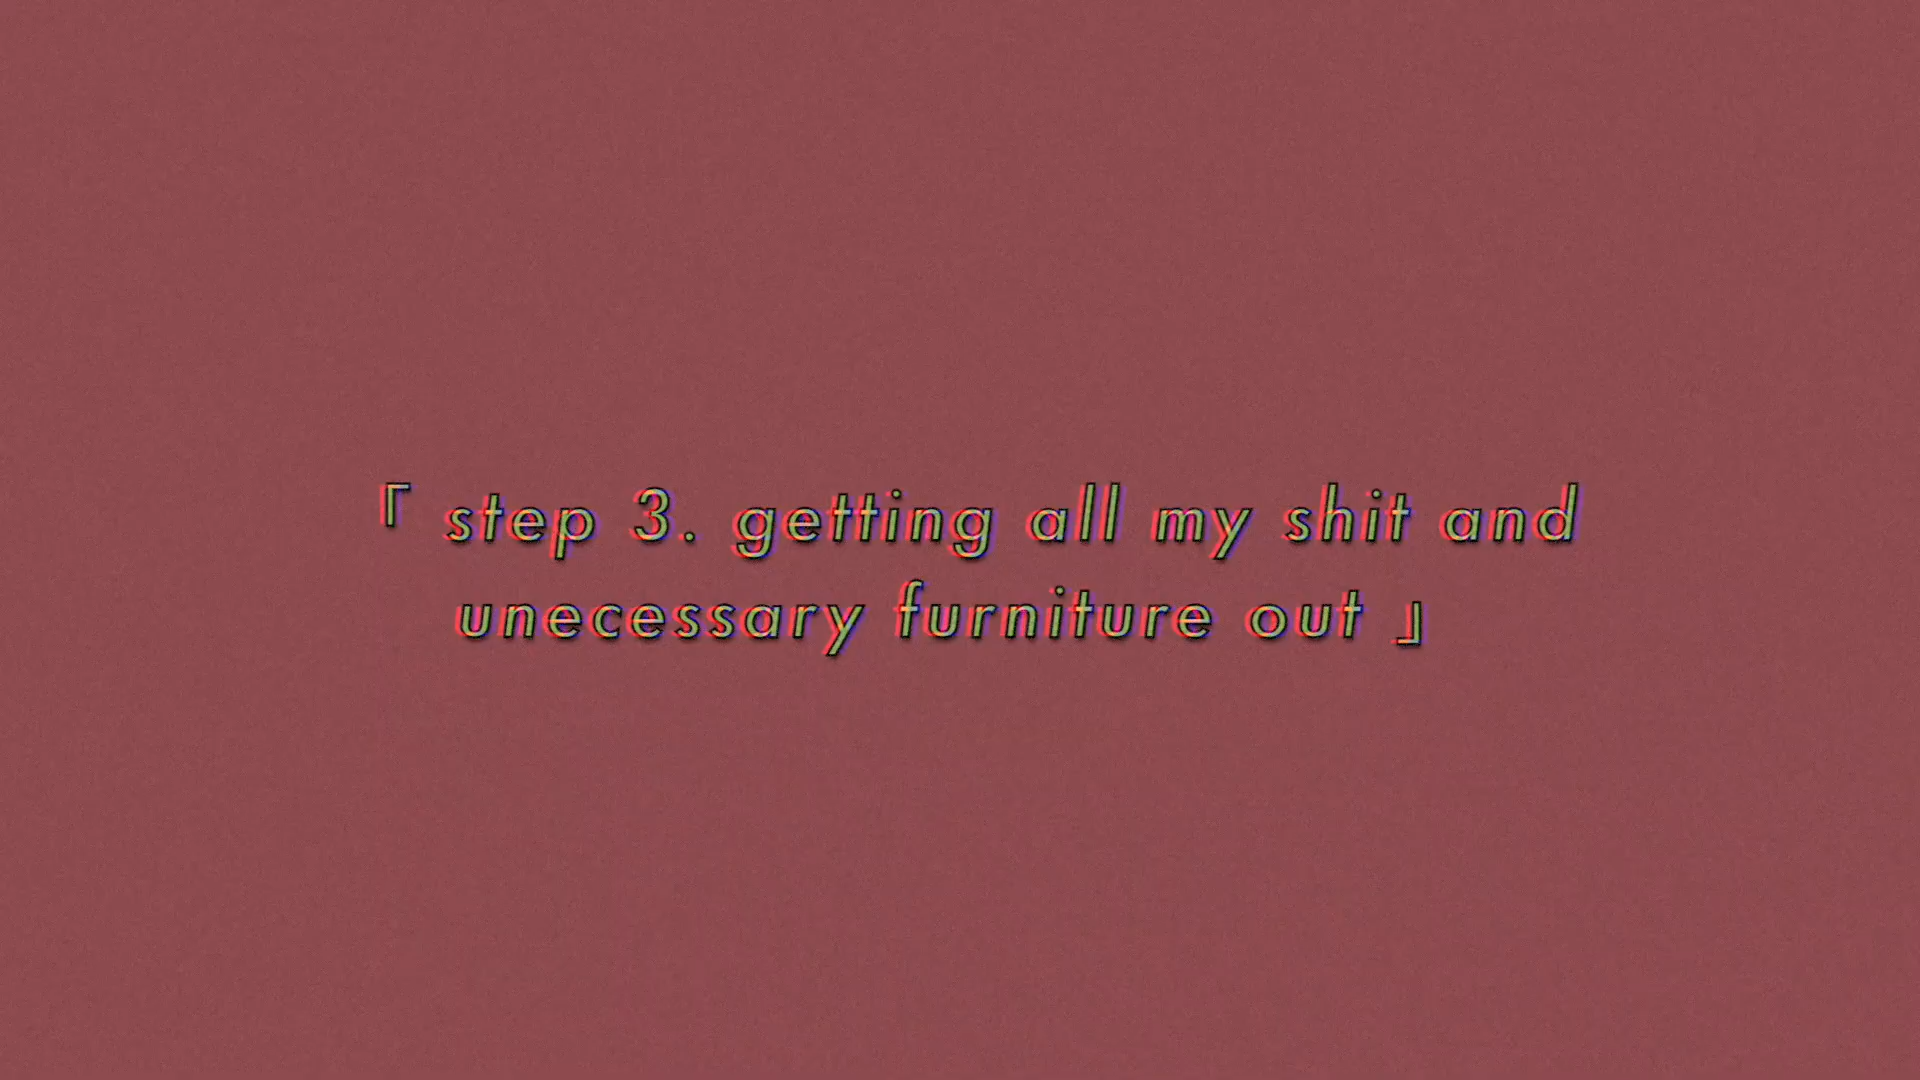 「 step 3. getting all my shit and
unecessary furniture out 」